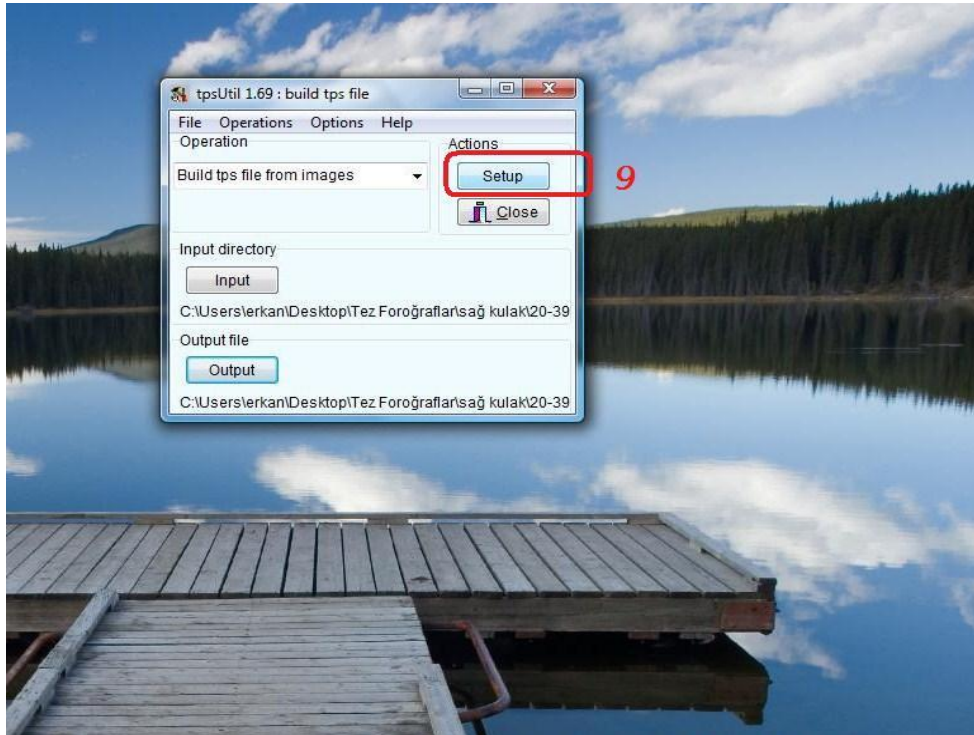 tpsUtil 1.69 : build tps file
File Operations Options Help
Operation
Actions
Build tps file from images
Setup
9
Close
Input directory
Input
C:\Users\erkan\Desktop\Tez Foroğraflar\sağ kulak\20-39
Output file
Output
C:\Users\erkan\Desktop\Tez Foroğraflar\sağ kulak\20-39